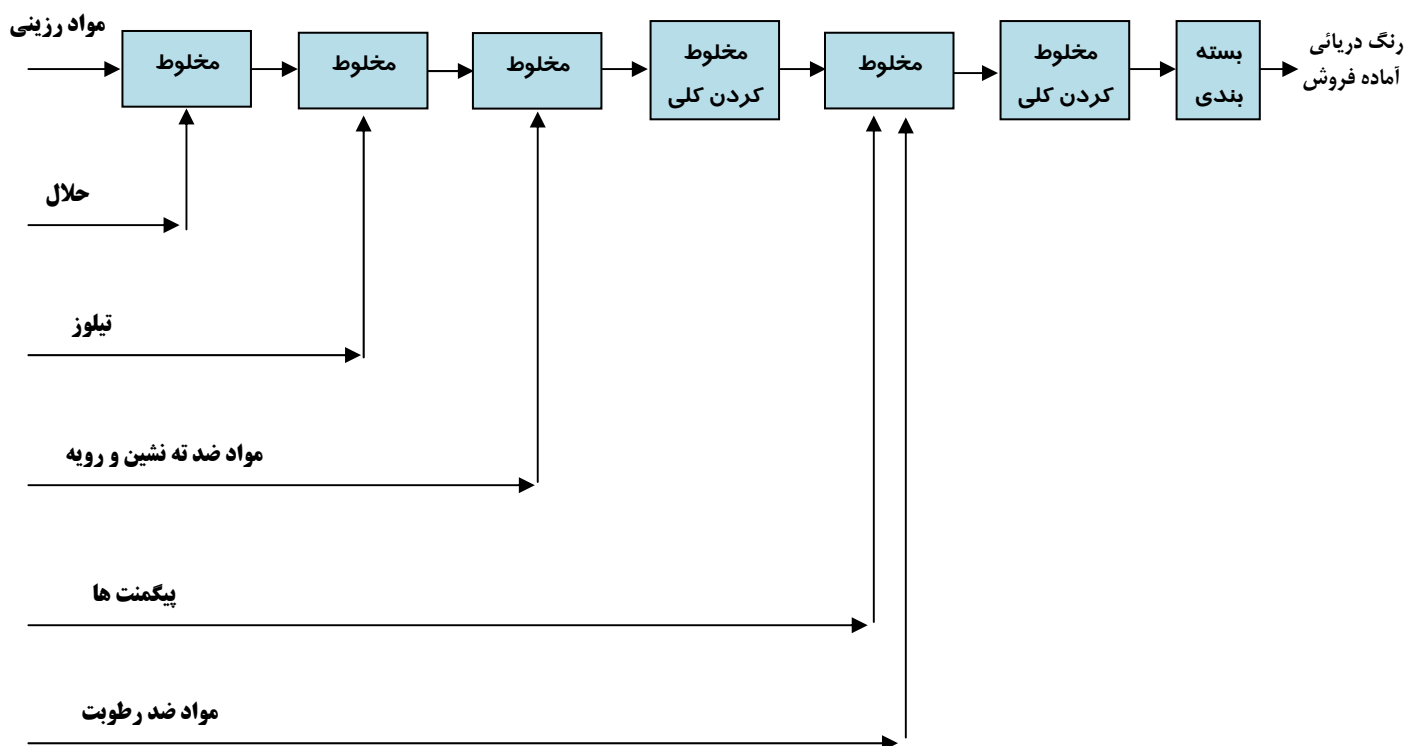 مواد رزینی
مخلوط
مخلوط
مخلوط
مخلوط
کردن کلی
مخلوط
مخلوط
کردن کلی
بسته
بندی
رنگ دریائی
آماده فروش
حلال
تیلوز
مواد ضد ته نشین و رویه
پیگمنت ها
مواد ضد رطوبت